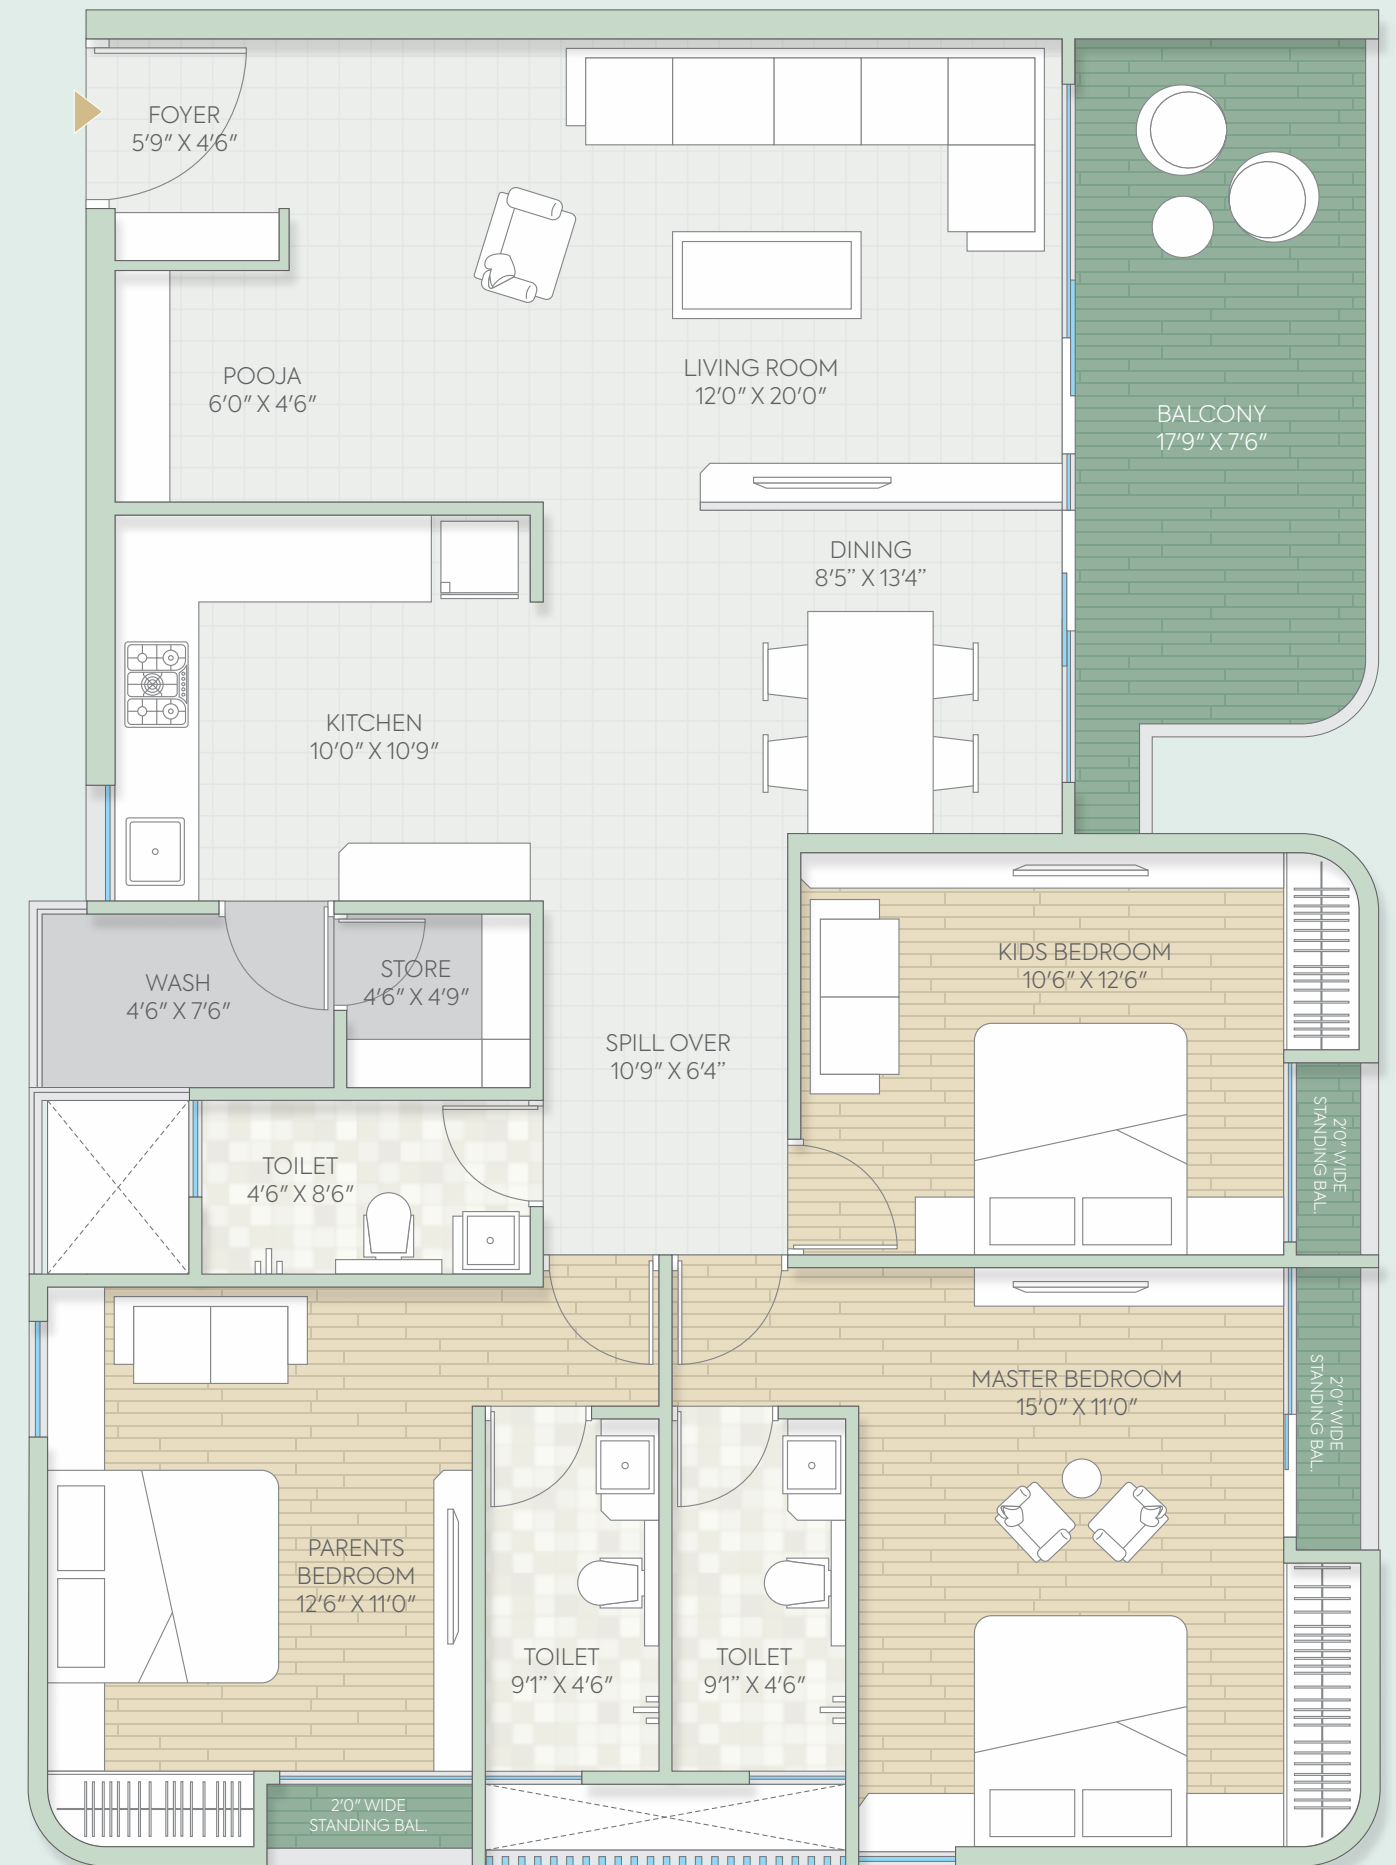 FOYER
5'9" X 4'6"
POOJA
6'0" X 4'6"
LIVING ROOM
12'0" X 20'0"
BALCONY
17'9" X 7'6"
DINING
8'5” X 13'4”
KITCHEN
10'0" X 10'9"
WASH
4'6" X 7'6"
STORE
4'6" X 4'9"
KIDS BEDROOM
10'6" X 12'6"
SPILL OVER
10'9" X 6'4”
2'0" WIDE
STANDING BAL.
TOILET
4'6" X 8'6"
MASTER BEDROOM
15'0" X 11'0"
2'0" WIDE
STANDING BAL.
PARENTS
BEDROOM
12'6" X 11'0"
TOILET
9'1” X 4'6"
TOILET
9'1” X 4'6"
2'0" WIDE
STANDING BAL.